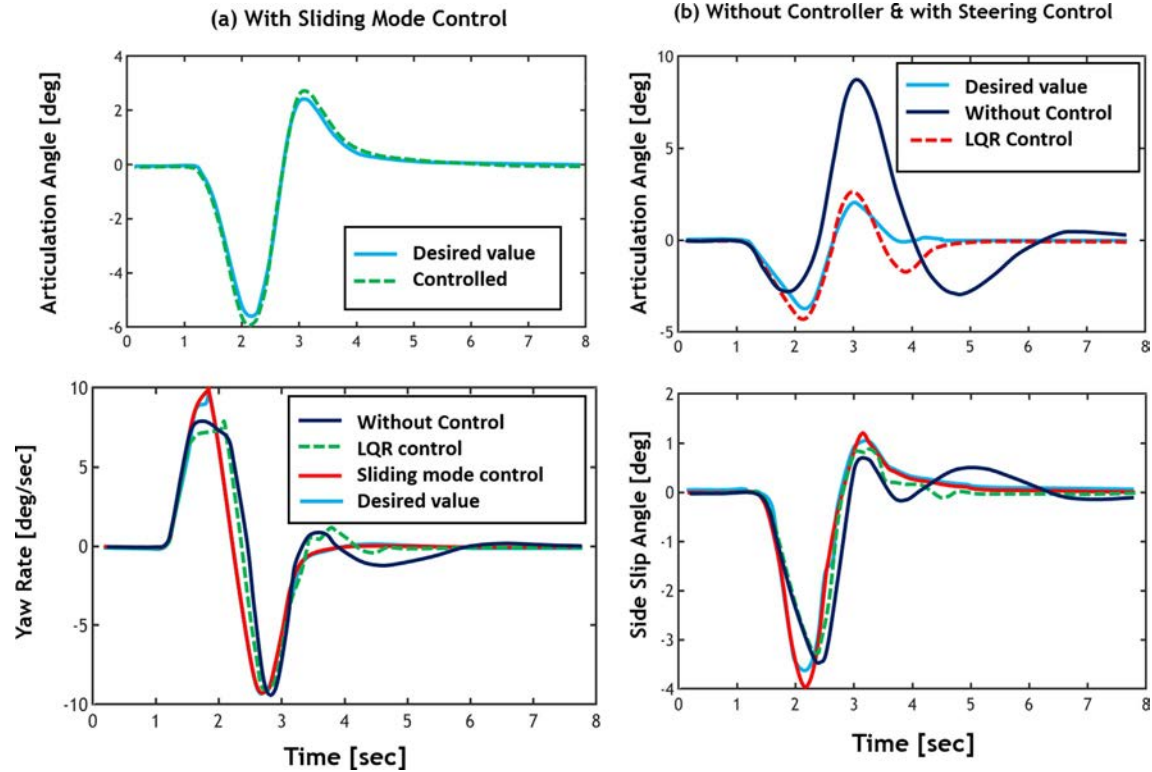 (a) With Sliding Mode Control
(b) Without Controller & with Steering Control
Articulation Angle [deg]
4
2
0
-2
-4
-6
0 1 2 3 4 5 6 7 8
Desired value
Controlled
Articulation Angle [deg]
10
5
0
-5
0 1 2 3 4 5 6 7 8
Desired value
Without Control
LQR Control
Yaw Rate [deg/sec]
10
5
0
-5
-10
0 1 2 3 4 5 6 7 8
Without Control
LQR control
Sliding mode control
Desired value
Time [sec]
Side Slip Angle [deg]
2
1
0
-1
-2
-3
-4
0 1 2 3 4 5 6 7 8
Time [sec]